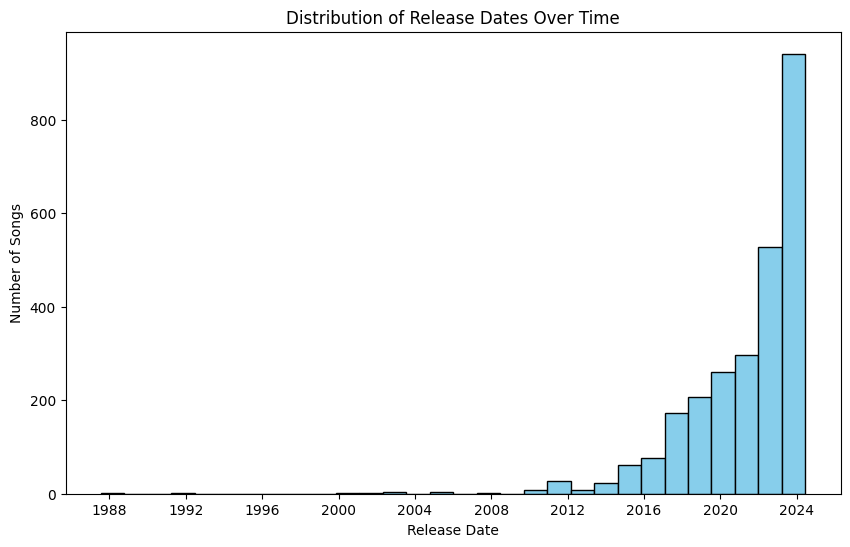 Distribution of Release Dates Over Time
Number of Songs
800
600
400
200
0
1988 1992 1996 2000 2004 2008 2012 2016 2020 2024
Release Date